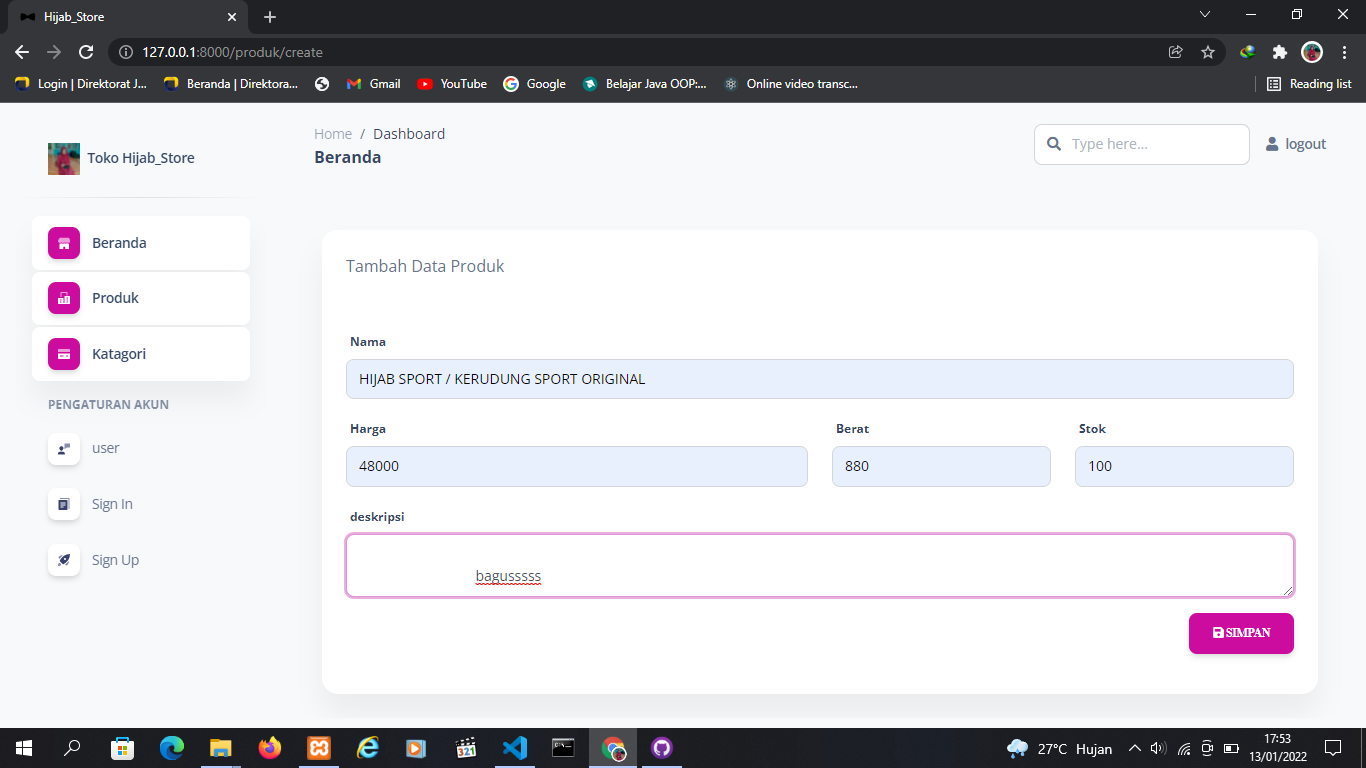 Hijab_Store
127.0.0.1:8000/produk/create
Login | Direktorat J...
Beranda | Direktora...
Gmail
YouTube
Google
Belajar Java OOP:...
Online video transc...
Reading list
Toko Hijab_Store
Home / Dashboard
Beranda
Type here...
logout
Beranda
Produk
Katagori
PENGATURAN AKUN
user
Sign In
Sign Up
Tambah Data Produk
Nama
HIJAB SPORT / KERUDUNG SPORT ORIGINAL
Harga
Berat
Stok
48000
880
100
deskripsi
bagusssss
SIMPAN
27°C Hujan
17:53
13/01/2022